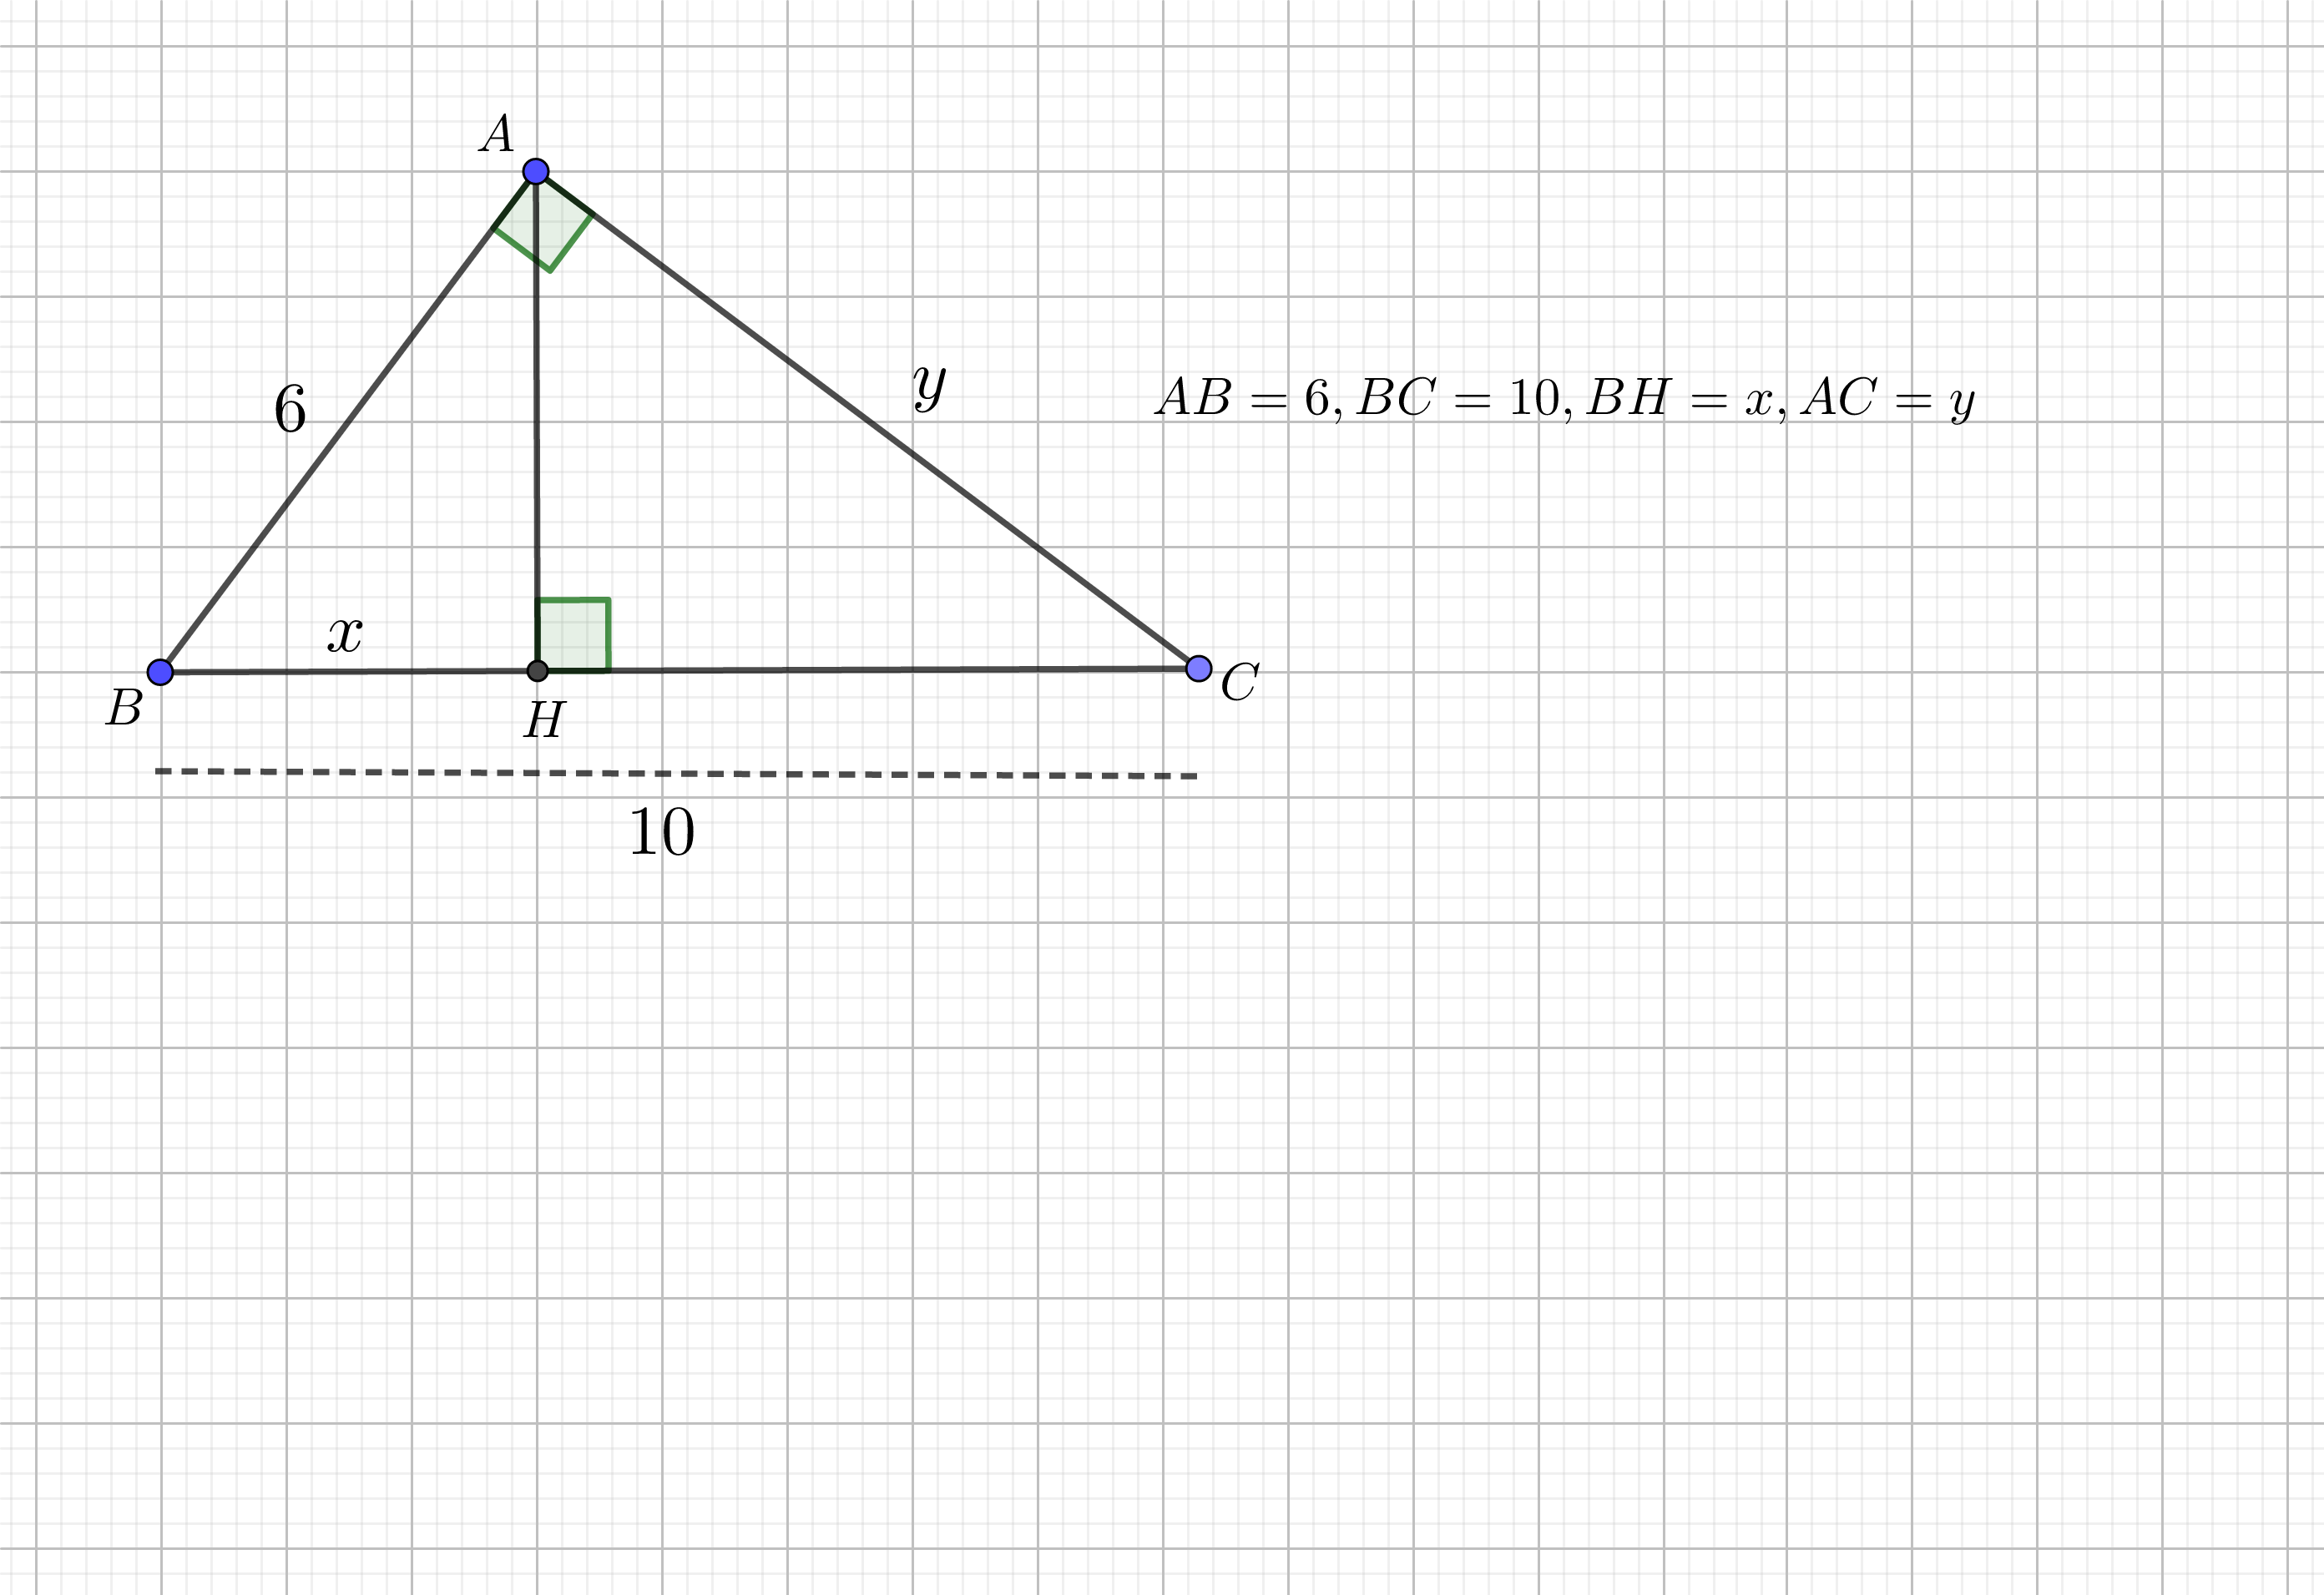 A
y
AB = 6, BC = 10, BH = x, AC = y
6
x
B
H
C
10